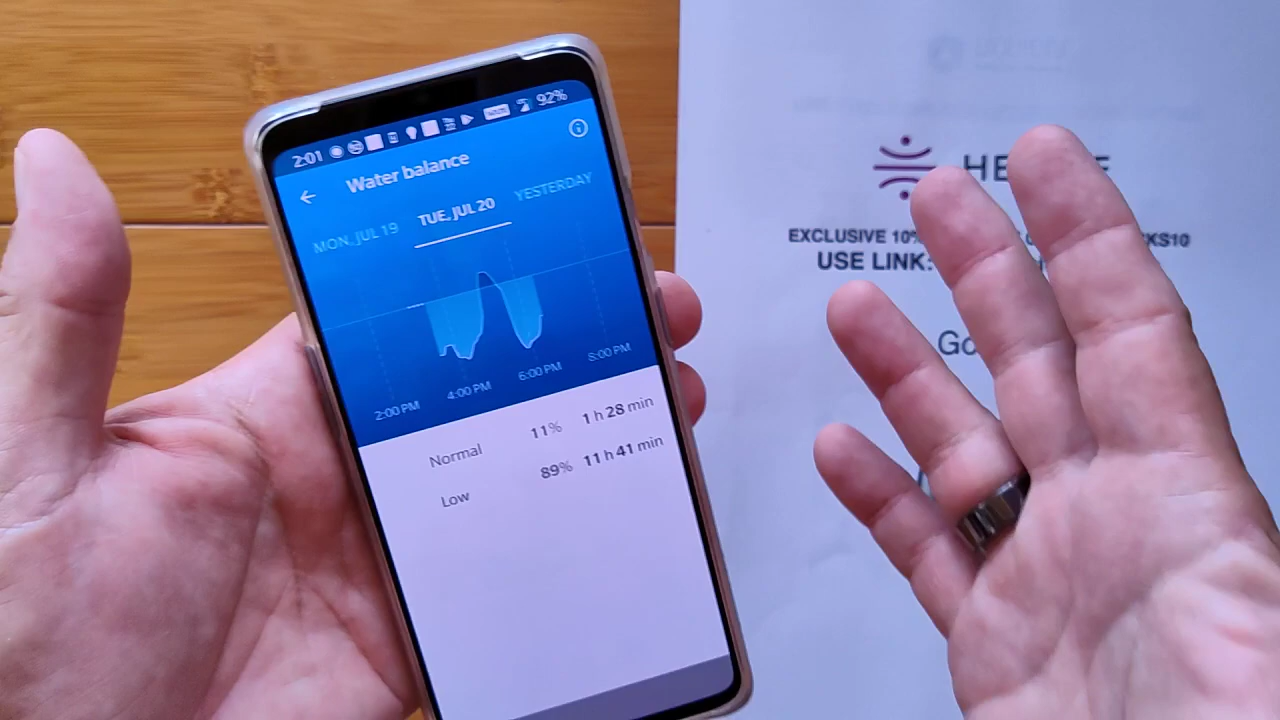 2:01 92%
Water balance
MON, JUL 19 TUE, JUL 20 YESTERDAY
2:00 PM 4:00 PM 6:00 PM 8:00 PM
Normal 11% 1 h 28 min
Low 89% 11 h 41 min
EXCLUSIVE 10%
USE LINK: